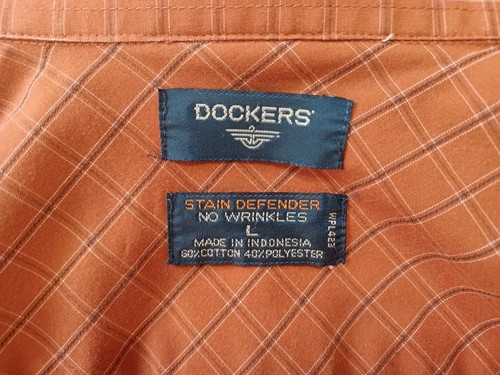 DOCKERS®
STAIN DEFENDER
NO WRINKLES
L
MADE IN INDONESIA
60%COTTON 40%POLYESTER
WPL423